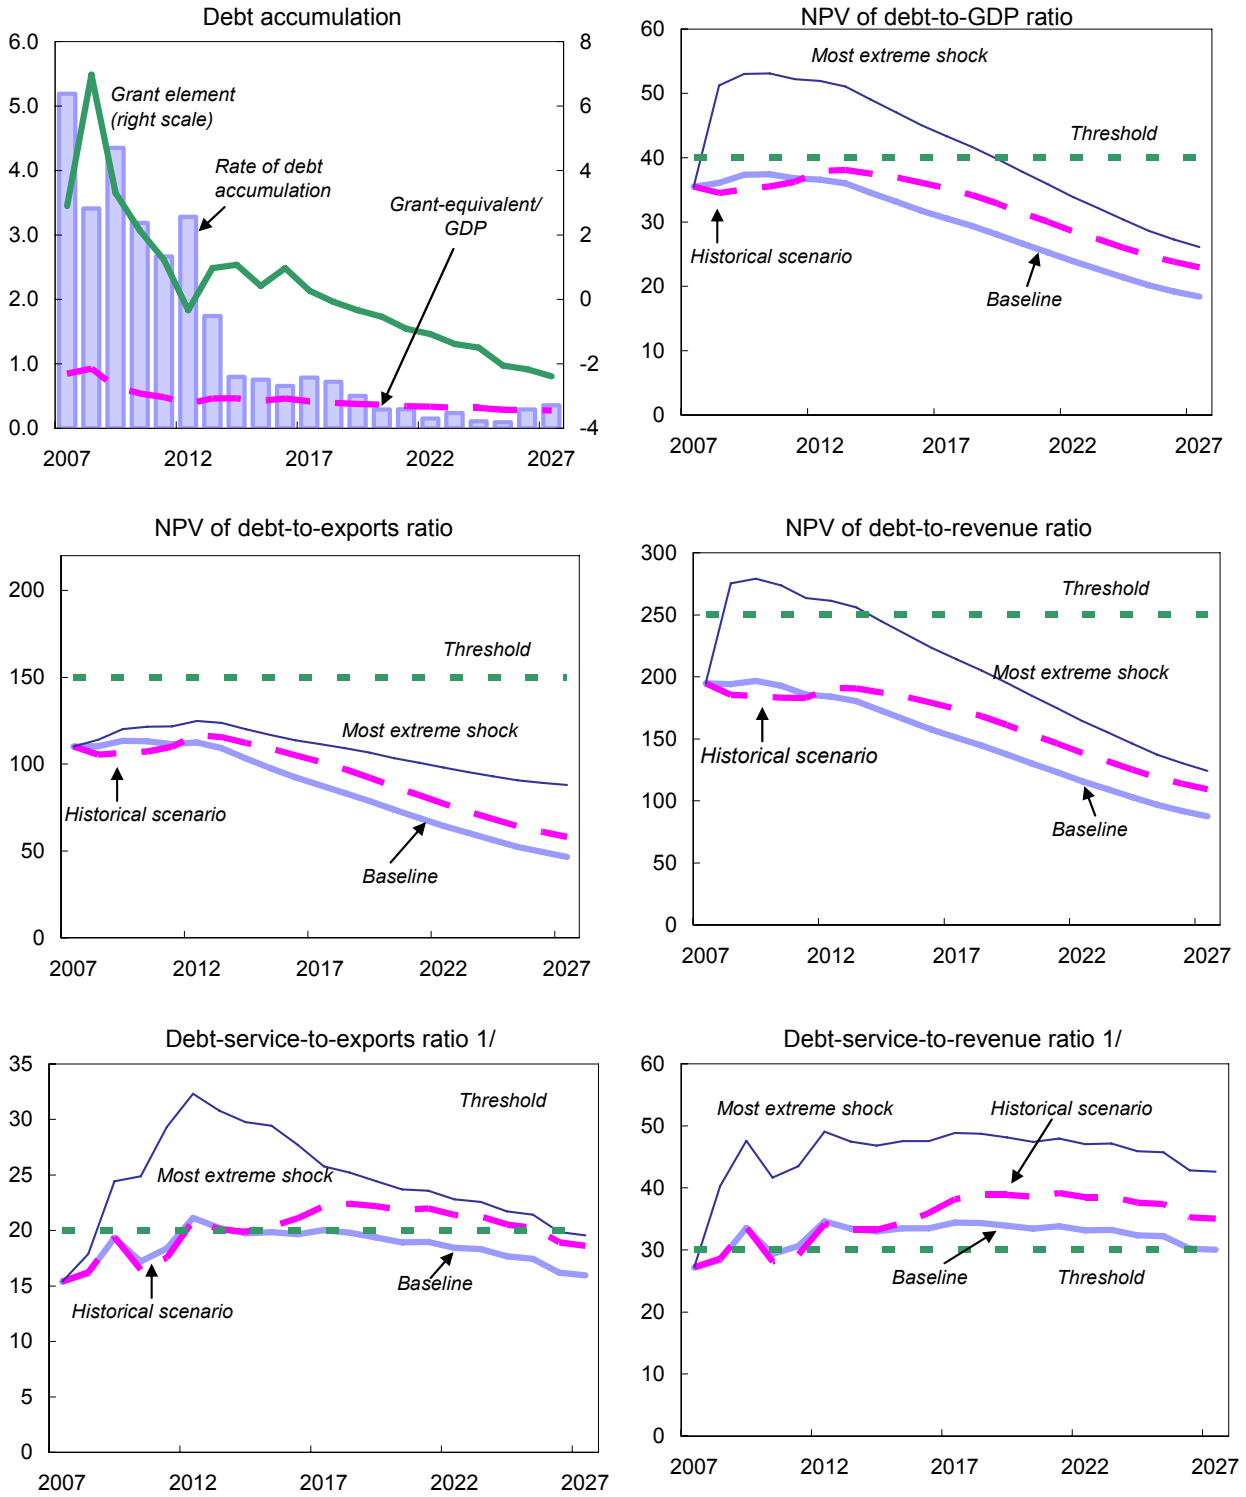 Debt accumulation
6.0
5.0
4.0
3.0
2.0
1.0
0.0
8
6
4
2
0
-2
-4
Grant element
(right scale)
Rate of debt
accumulation
Grant-equivalent/
GDP
2007 2012 2017 2022 2027
NPV of debt-to-GDP ratio
60
50
40
30
20
10
0
Most extreme shock
Threshold
Historical scenario
Baseline
2007 2012 2017 2022 2027
NPV of debt-to-exports ratio
200
150
100
50
0
Threshold
Most extreme shock
Historical scenario
Baseline
2007 2012 2017 2022 2027
NPV of debt-to-revenue ratio
300
250
200
150
100
50
0
Threshold
Most extreme shock
Historical scenario
Baseline
2007 2012 2017 2022 2027
Debt-service-to-exports ratio 1/
35
30
25
20
15
10
5
0
Threshold
Most extreme shock
Baseline
Historical scenario
2007 2012 2017 2022 2027
Debt-service-to-revenue ratio 1/
60
50
40
30
20
10
0
Most extreme shock
Historical scenario
Baseline
Threshold
2007 2012 2017 2022 2027